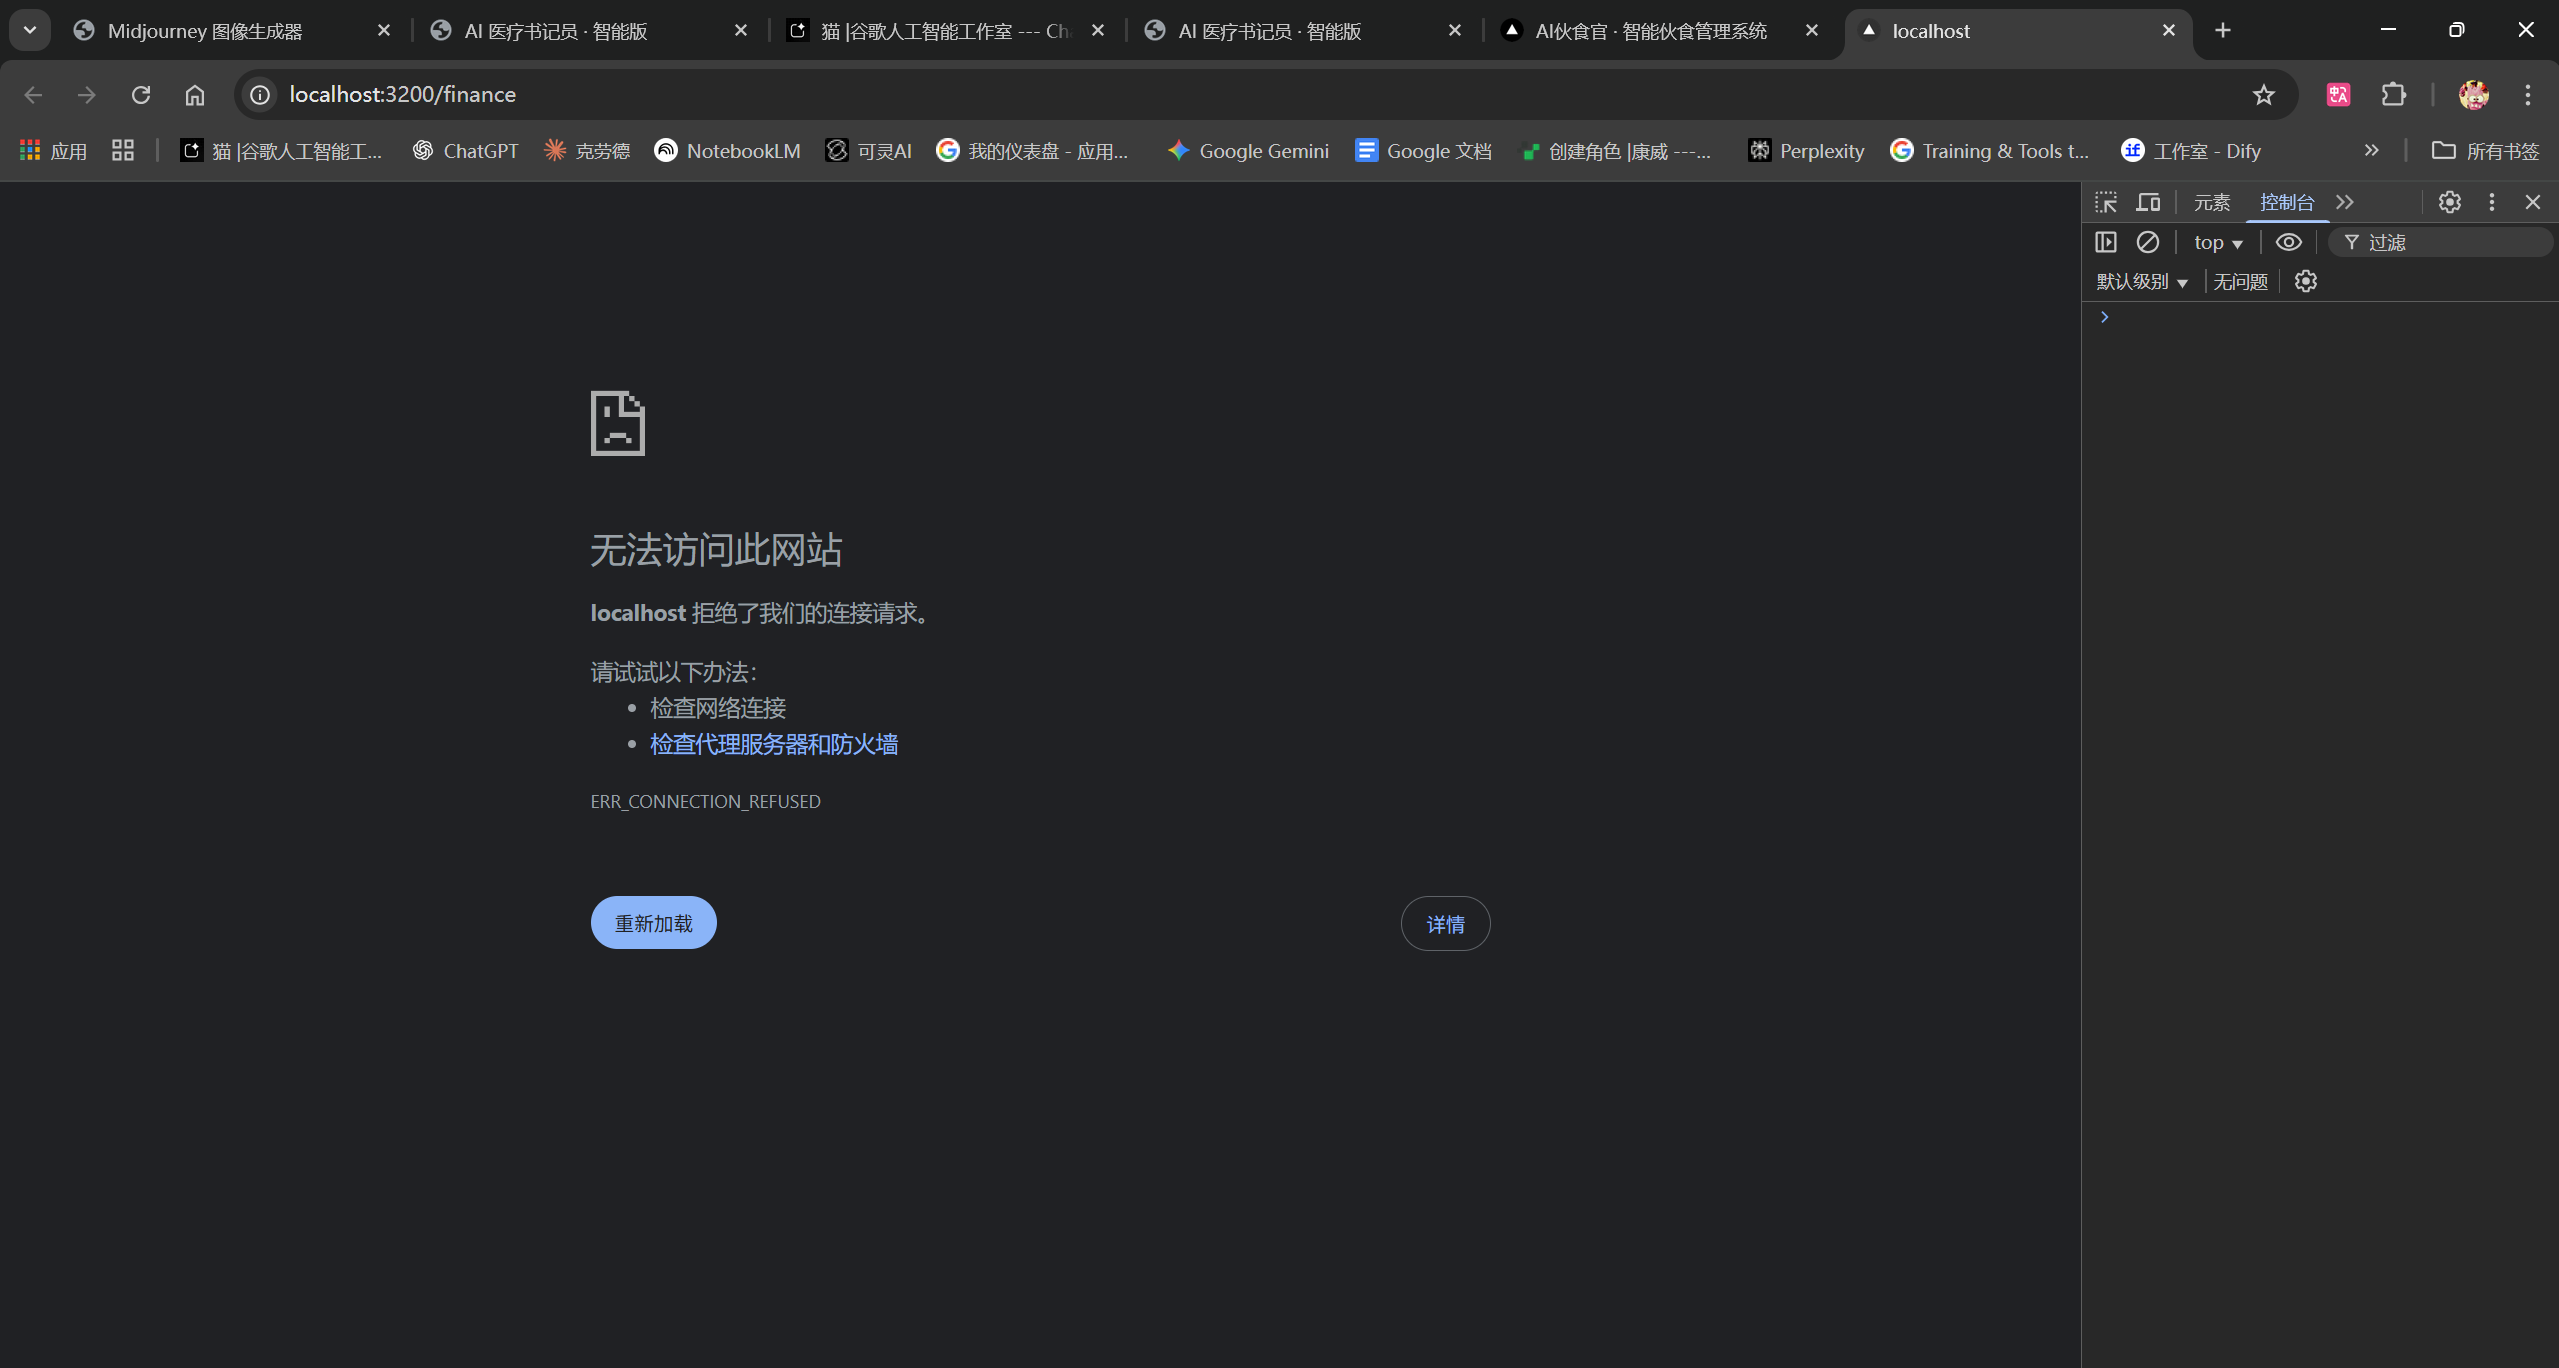 Midjourney 图像生成器
AI 医疗书记员 · 智能版
猫 |谷歌人工智能工作室 --- Ch
AI 医疗书记员 · 智能版
AI伙食官 · 智能伙食管理系统
localhost
localhost:3200/finance
应用
猫 |谷歌人工智能工...
ChatGPT
克劳德
NotebookLM
可灵AI
我的仪表盘 - 应用...
Google Gemini
Google 文档
创建角色 |康威 ---...
Perplexity
Training & Tools t...
工作室 - Dify
所有书签
元素
控制台
top
过滤
默认级别
无问题
无法访问此网站
localhost 拒绝了我们的连接请求。
请试试以下办法：
检查网络连接
检查代理服务器和防火墙
ERR_CONNECTION_REFUSED
重新加载
详情